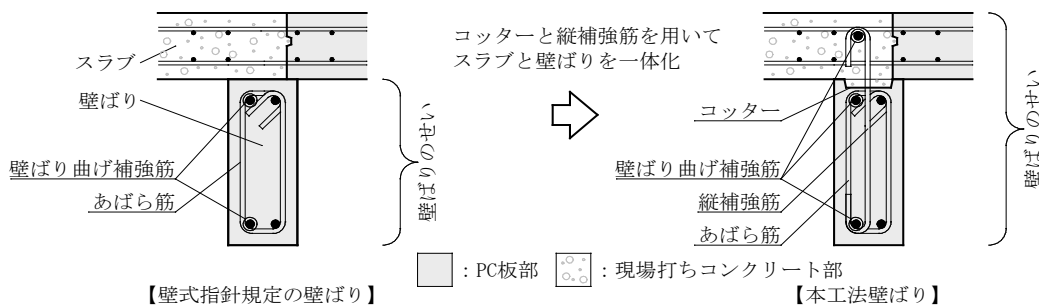 スラブ
壁ばり
壁ばり曲げ補強筋
あばら筋
壁ばりのせい
【壁式指針規定の壁ばり】
コッターと縦補強筋を用いて
スラブと壁ばりを一体化
コッター
壁ばり曲げ補強筋
縦補強筋
あばら筋
壁ばりのせい
：PC板部
：現場打ちコンクリート部
【本工法壁ばり】